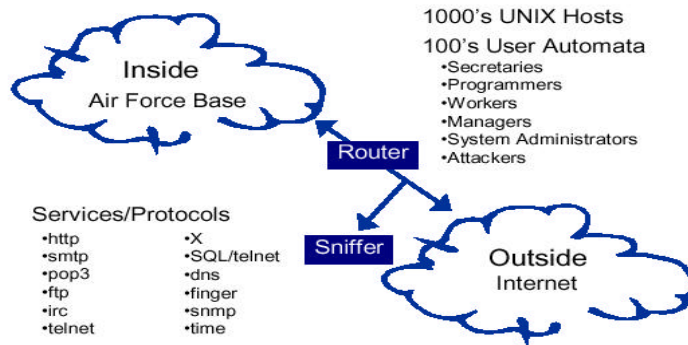 1000's UNIX Hosts
100's User Automata
•Secretaries
•Programmers
•Workers
•Managers
•System Administrators
•Attackers
Inside
Air Force Base
Router
Sniffer
Outside
Internet
Services/Protocols
•http
•smtp
•pop3
•ftp
•irc
•telnet
•X
•SQL/telnet
•dns
•finger
•snmp
•time